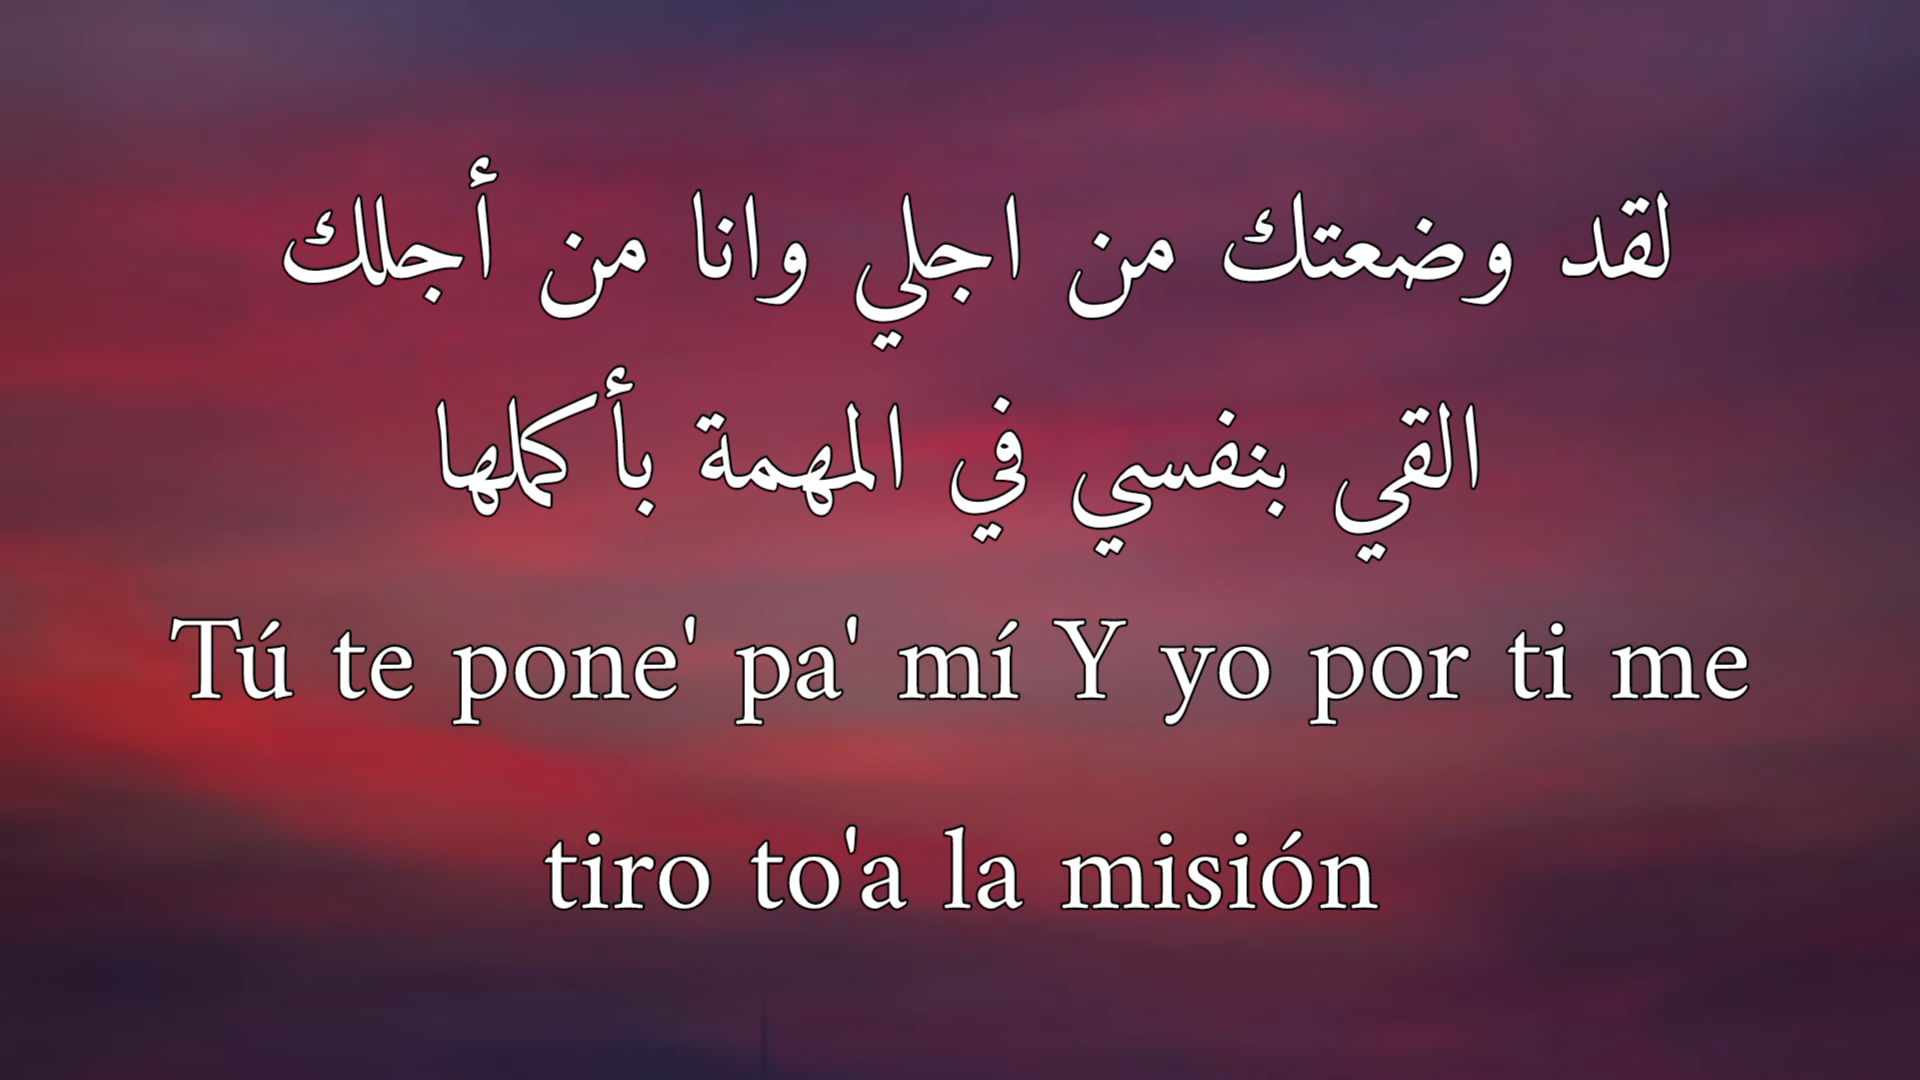 لقد وضعتك من اجلي وانا من أجلك
القي بنفسي في المهمة بأكملها
Tú te pone' pa' mí Y yo por ti me
tiro to'a la misión